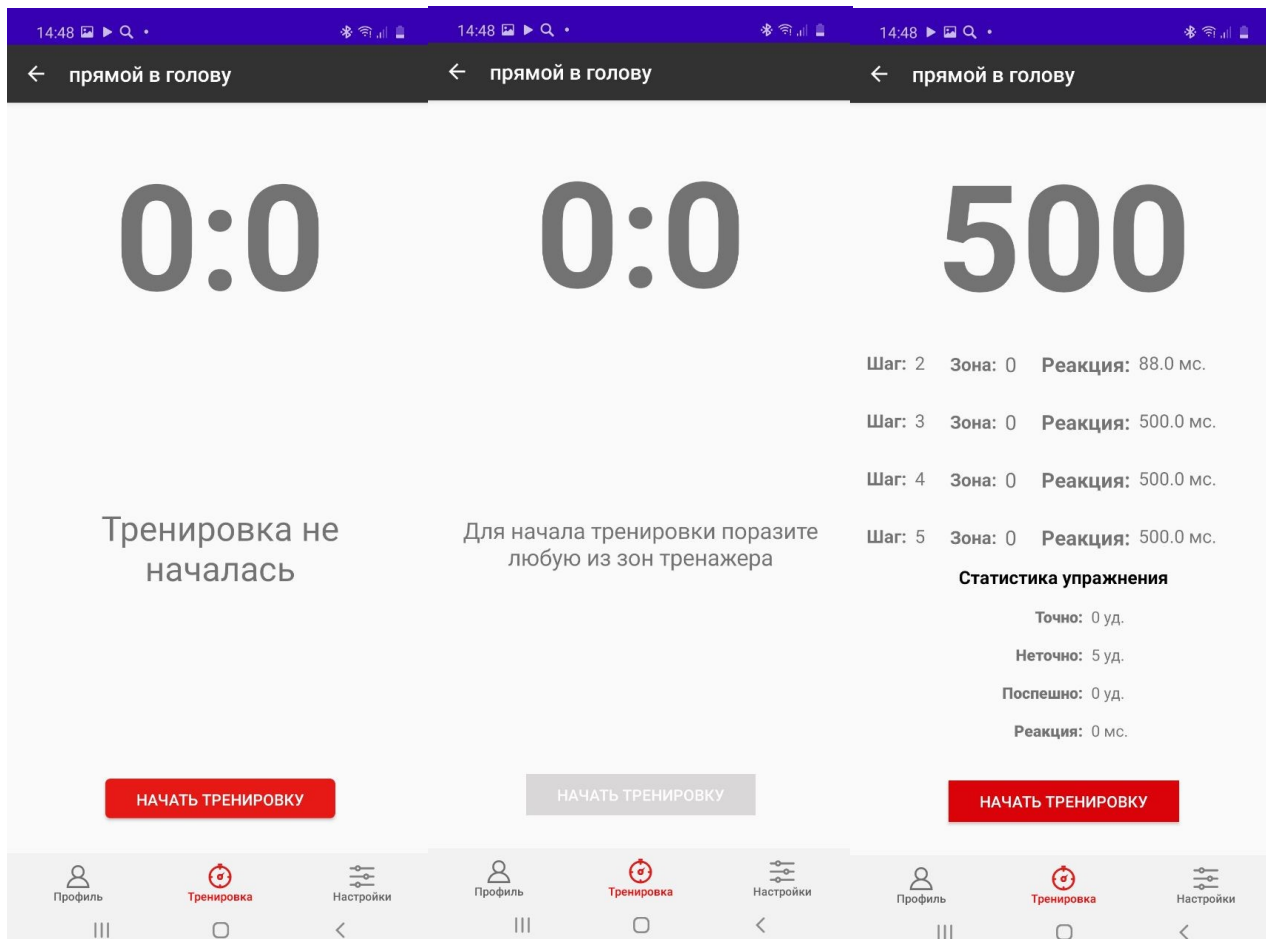 14:48
прямой в голову
0:0
Тренировка не
началась
НАЧАТЬ ТРЕНИРОВКУ
Профиль Тренировка Настройки
14:48
прямой в голову
0:0
Для начала тренировки поразите
любую из зон тренажера
НАЧАТЬ ТРЕНИРОВКУ
Профиль Тренировка Настройки
14:48
прямой в голову
500
Шаг: 2 Зона: 0 Реакция: 88.0 мс.
Шаг: 3 Зона: 0 Реакция: 500.0 мс.
Шаг: 4 Зона: 0 Реакция: 500.0 мс.
Шаг: 5 Зона: 0 Реакция: 500.0 мс.
Статистика упражнения
Точно: 0 уд.
Неточно: 5 уд.
Поспешно: 0 уд.
Реакция: 0 мс.
НАЧАТЬ ТРЕНИРОВКУ
Профиль Тренировка Настройки